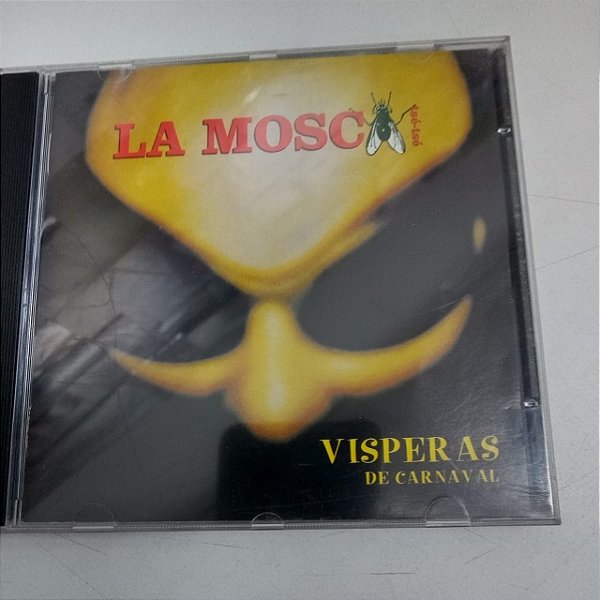 LA MOSCA
tsé-tsé
VISPERAS
DE CARNAVAL